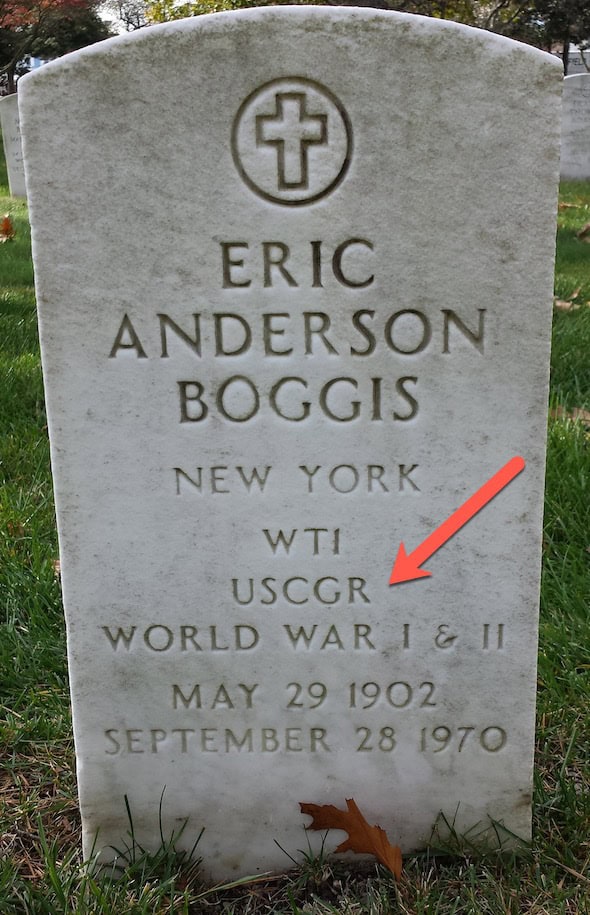 ERIC
ANDERSON
BOGGIS
NEW YORK
WT1
USCGR
WORLD WAR I & II
MAY 29 1902
SEPTEMBER 28 1970